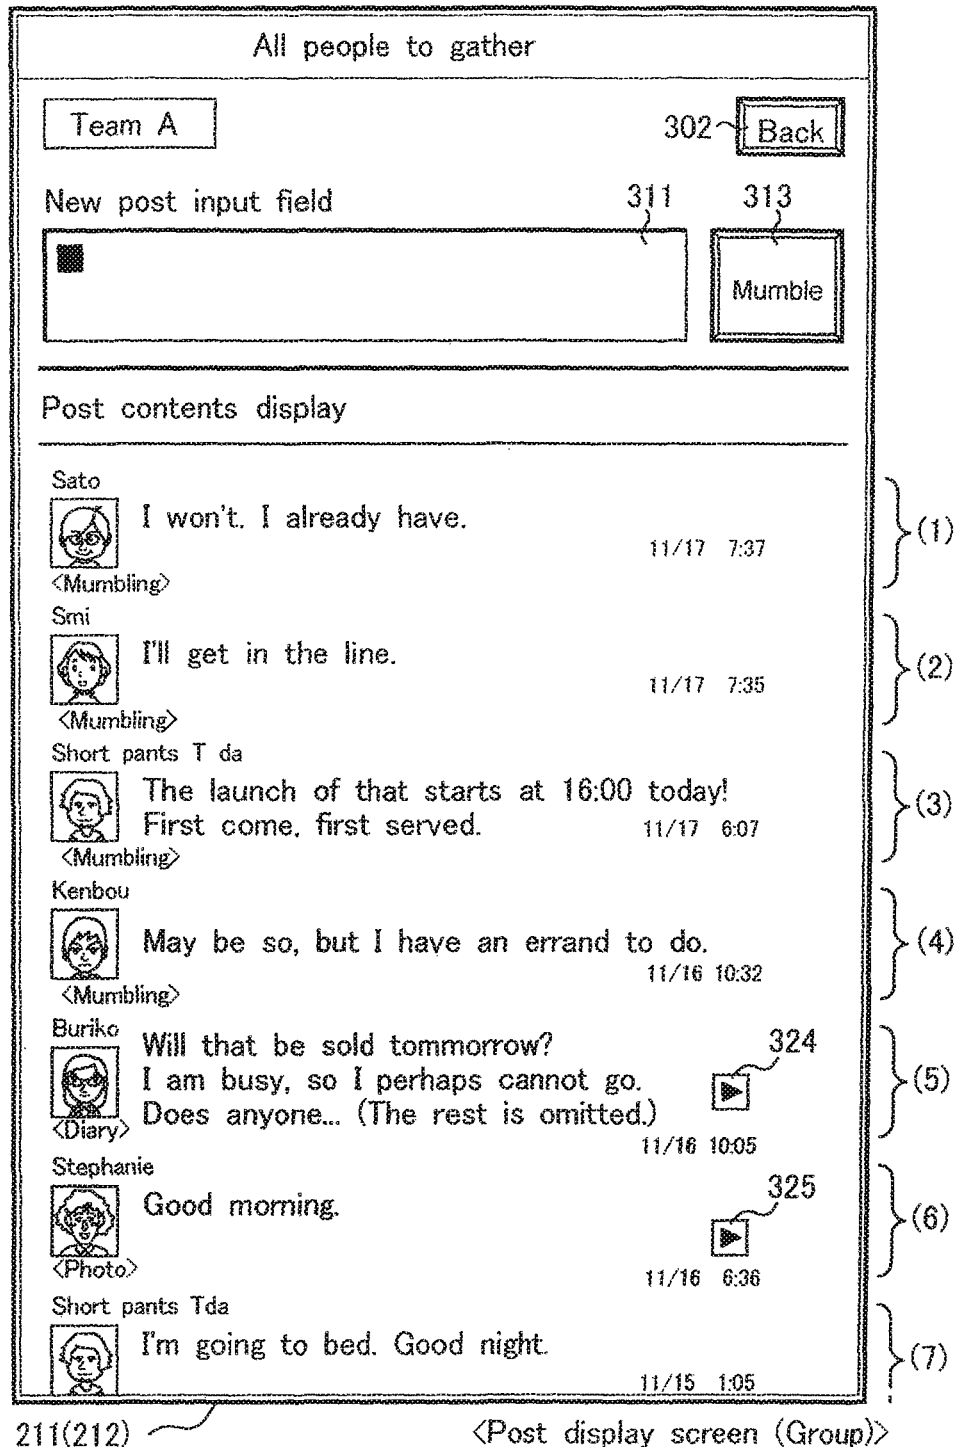 All people to gather
Team A
302
Back
New post input field
311
313
Mumble
Post contents display
Sato
I won't. I already have.
11/17 7:37
<Mumbling>
(1)
Smi
I'll get in the line.
11/17 7:35
<Mumbling>
(2)
Short pants T da
The launch of that starts at 16:00 today!
First come, first served.
11/17 6:07
<Mumbling>
(3)
Kenbou
May be so, but I have an errand to do.
11/16 10:32
<Mumbling>
(4)
Buriko
Will that be sold tommorrow?
I am busy, so I perhaps cannot go.
Does anyone... (The rest is omitted.)
324
11/16 10:05
<Diary>
(5)
Stephanie
Good morning.
325
11/16 6:36
<Photo>
(6)
Short pants Tda
I'm going to bed. Good night.
11/15 1:05
(7)
211(212)
<Post display screen (Group)>